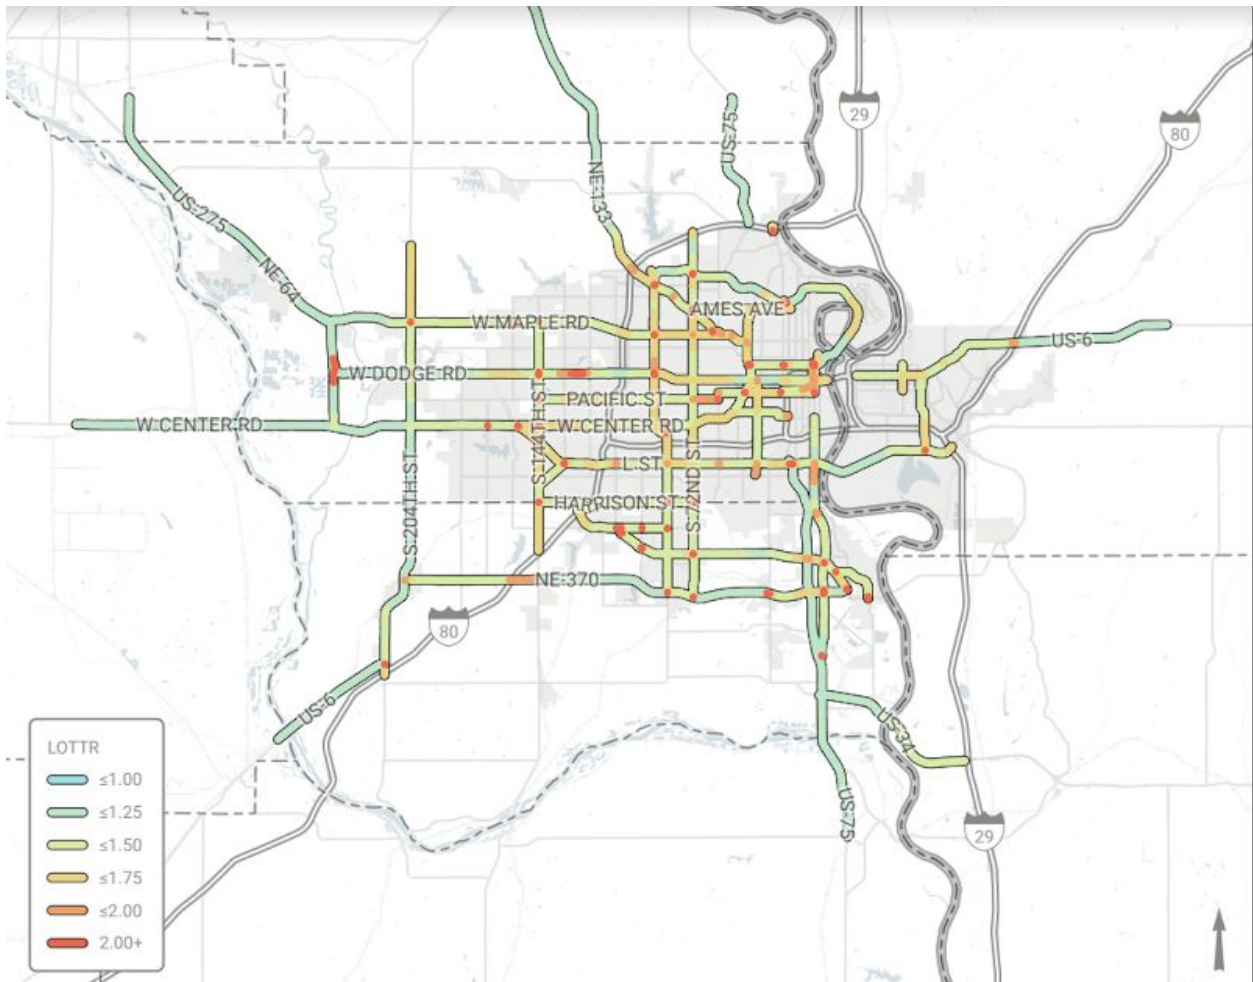 29
80
US-75
NE-133
US-275
NE-64
AMES AVE
W MAPLE RD
US-6
W DODGE RD
PACIFIC ST
W CENTER RD
W CENTER RD
S 144TH ST
L ST
S 72ND ST
S 204TH ST
HARRISON ST
NE-370
80
US-6
US-34
US-75
29
LOTTR
≤1.00
≤1.25
≤1.50
≤1.75
≤2.00
2.00+